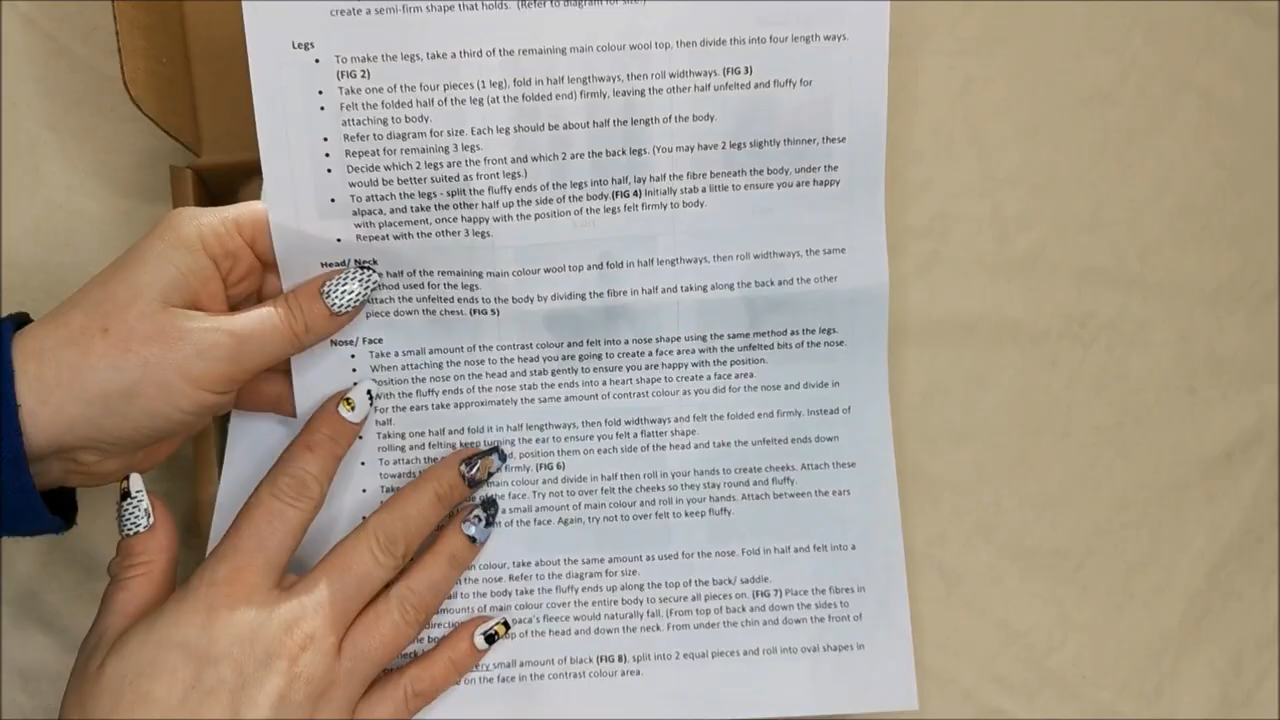 create a semi-firm shape that holds. (Refer to diagram for size.)
Legs
• To make the legs, take a third of the remaining main colour wool top, then divide this into four length ways.
(FIG 2)
• Take one of the four pieces (1 leg), fold in half lengthways, then roll widthways. (FIG 3)
• Felt the folded half of the leg (at the folded end) firmly, leaving the other half unfelted and fluffy for
attaching to body.
• Refer to diagram for size. Each leg should be about half the length of the body.
• Repeat for remaining 3 legs.
• Decide which 2 legs are the front and which 2 are the back legs. (You may have 2 legs slightly thinner, these
would be better suited as front legs.)
• To attach the legs - split the fluffy ends of the legs into half, lay half the fibre beneath the body, under the
alpaca, and take the other half up the side of the body.(FIG 4) Initially stab a little to ensure you are happy
with placement, once happy with the position of the legs felt firmly to body.
• Repeat with the other 3 legs.
Head/ Neck
half of the remaining main colour wool top and fold in half lengthways, then roll widthways, the same
used for the legs.
the unfelted ends to the body by dividing the fibre in half and taking along the back and the other
piece down the chest. (FIG 5)
Nose/ Face
• Take a small amount of the contrast colour and felt into a nose shape using the same method as the legs.
• When attaching the nose to the head you are going to create a face area with the unfelted bits of the nose.
Position the nose on the head and stab gently to ensure you are happy with the position.
With the fluffy ends of the nose stab the ends into a heart shape to create a face area.
For the ears take approximately the same amount of contrast colour as you did for the nose and divide in
half.
• Taking one half and fold it in half lengthways, then fold widthways and felt the folded end firmly. Instead of
rolling and felting keep turning the ear to ensure you felt a flatter shape.
• To attach the position them on each side of the head and take the unfelted ends down
towards firmly. (FIG 6)
• main colour and divide in half then roll in your hands to create cheeks. Attach these
of the face. Try not to over felt the cheeks so they stay round and fluffy.
a small amount of main colour and roll in your hands. Attach between the ears
of the face. Again, try not to over felt to keep fluffy.
colour, take about the same amount as used for the nose. Fold in half and felt into a
the nose. Refer to the diagram for size.
to the body take the fluffy ends up along the top of the back/ saddle.
amounts of main colour cover the entire body to secure all pieces on. (FIG 7) Place the fibres in
fleece would naturally fall. (From top of back and down the sides to
of the head and down the neck. From under the chin and down the front of
small amount of black (FIG 8), split into 2 equal pieces and roll into oval shapes in
on the face in the contrast colour area.